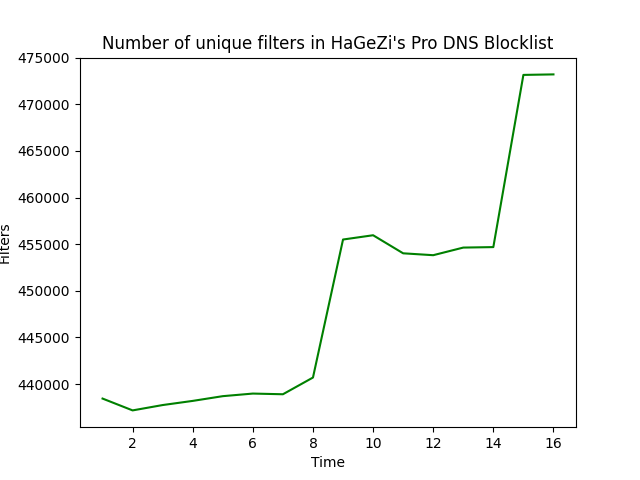 Number of unique filters in HaGeZi's Pro DNS Blocklist
475000
470000
465000
460000
455000
450000
445000
440000
Filters
2 4 6 8 10 12 14 16
Time